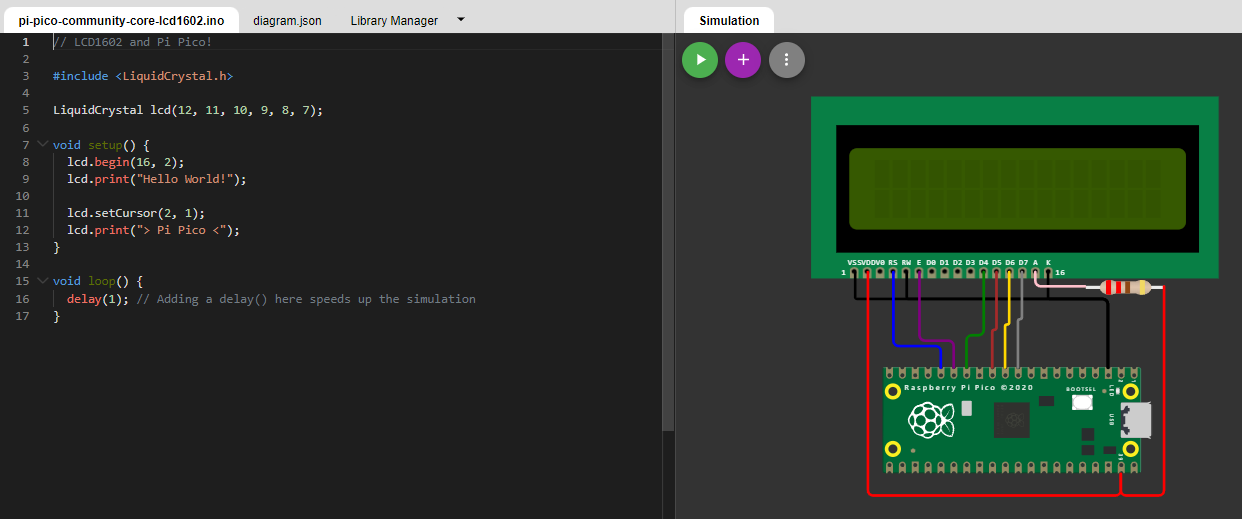 pi-pico-community-core-lcd1602.ino diagram.json Library Manager
1 // LCD1602 and Pi Pico!
2
3 #include <LiquidCrystal.h>
4
5 LiquidCrystal lcd(12, 11, 10, 9, 8, 7);
6
7 void setup() {
8 lcd.begin(16, 2);
9 lcd.print("Hello World!");
10
11 lcd.setCursor(2, 1);
12 lcd.print("> Pi Pico <");
13 }
14
15 void loop() {
16 delay(1); // Adding a delay() here speeds up the simulation
17 }
Simulation
VSS VDD V0 RS RW E D0 D1 D2 D3 D4 D5 D6 D7 A K
1 16
Raspberry Pi Pico ©2020
BOOTSEL
LED
USB